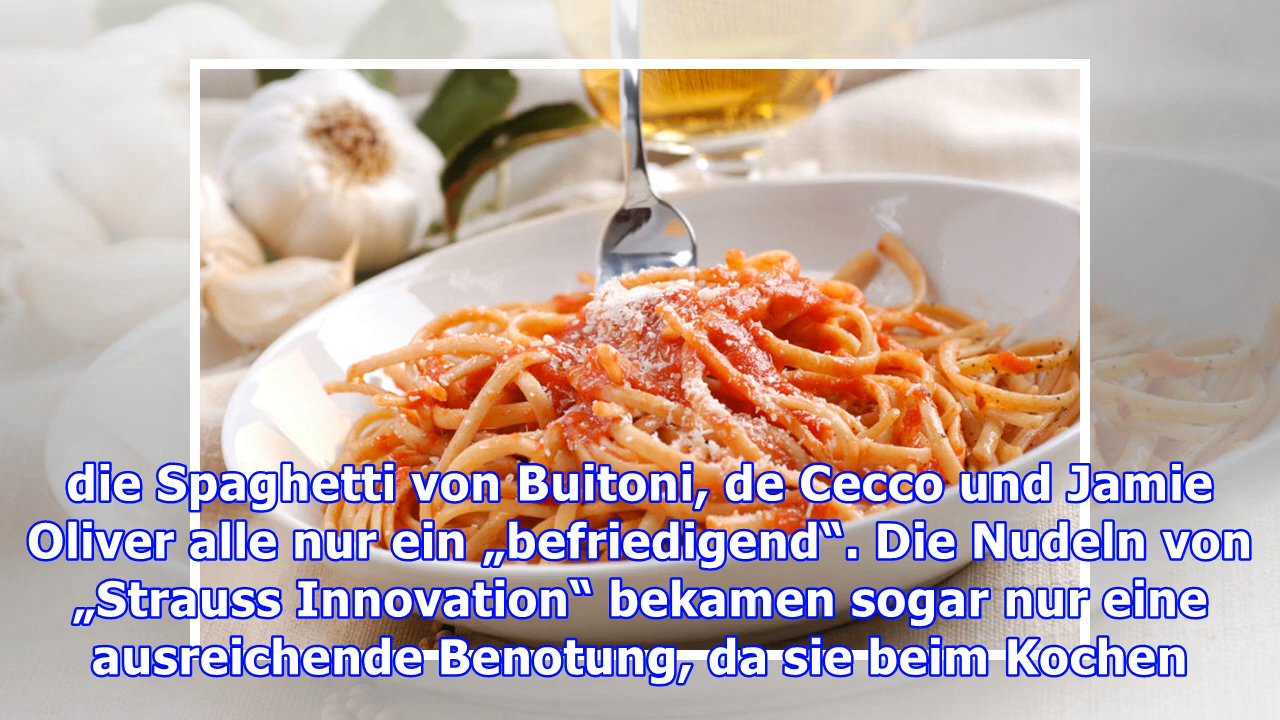 die Spaghetti von Buitoni, de Cecco und Jamie
Oliver alle nur ein „befriedigend“. Die Nudeln von
„Strauss Innovation“ bekamen sogar nur eine
ausreichende Benotung, da sie beim Kochen